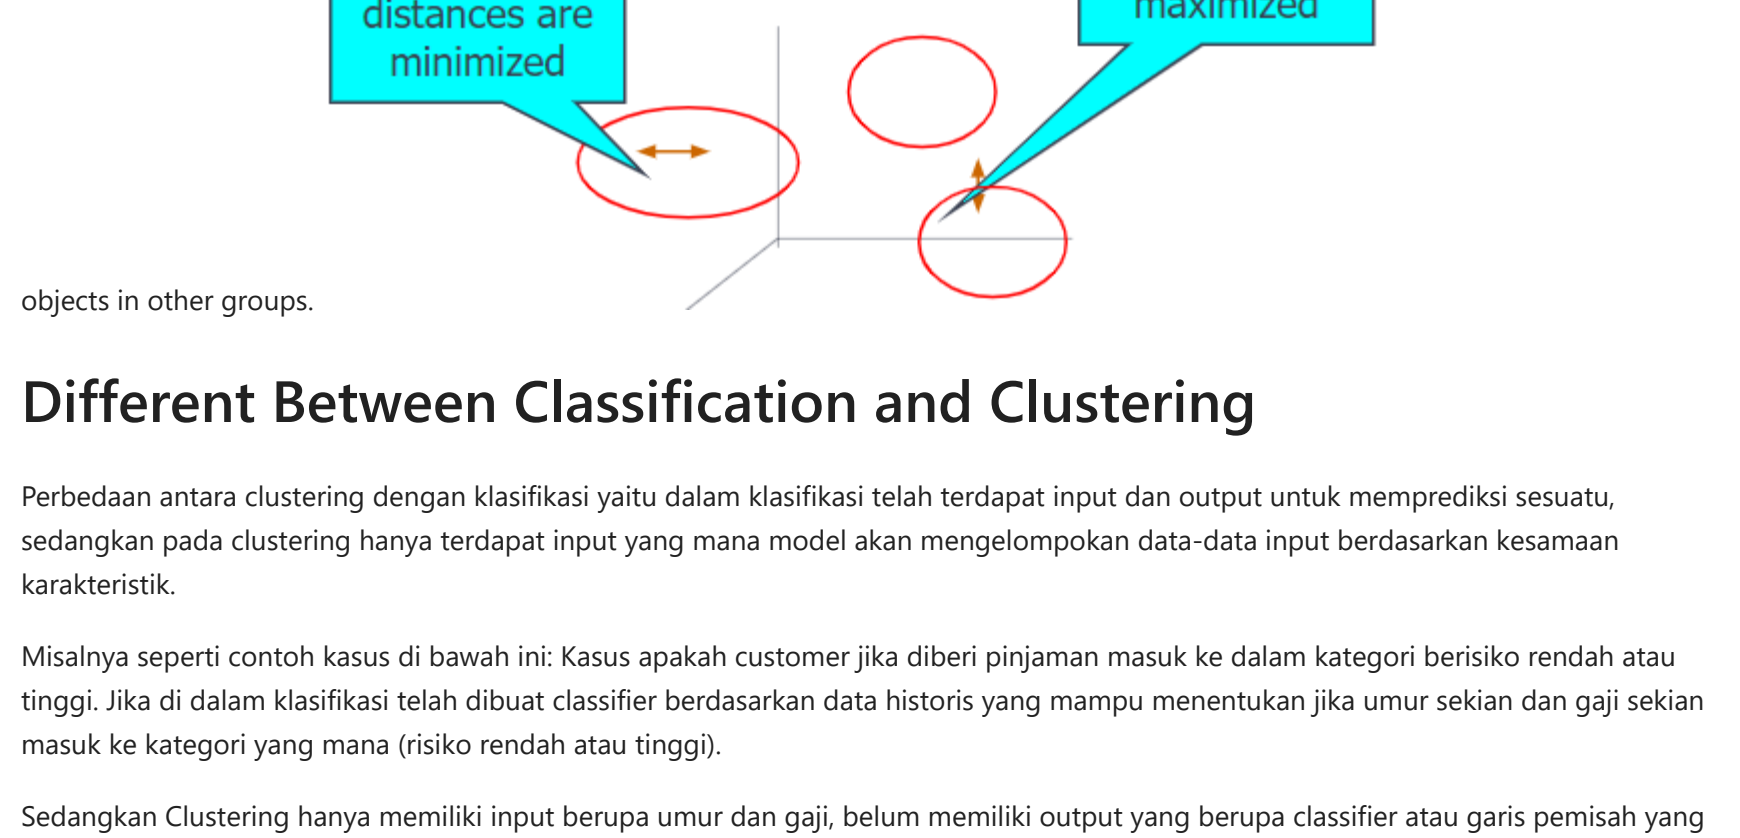 distances are
minimized
maximized
objects in other groups.
Different Between Classification and Clustering
Perbedaan antara clustering dengan klasifikasi yaitu dalam klasifikasi telah terdapat input dan output untuk memprediksi sesuatu,
sedangkan pada clustering hanya terdapat input yang mana model akan mengelompokan data-data input berdasarkan kesamaan
karakteristik.
Misalnya seperti contoh kasus di bawah ini: Kasus apakah customer jika diberi pinjaman masuk ke dalam kategori berisiko rendah atau
tinggi. Jika di dalam klasifikasi telah dibuat classifier berdasarkan data historis yang mampu menentukan jika umur sekian dan gaji sekian
masuk ke kategori yang mana (risiko rendah atau tinggi).
Sedangkan Clustering hanya memiliki input berupa umur dan gaji, belum memiliki output yang berupa classifier atau garis pemisah yang